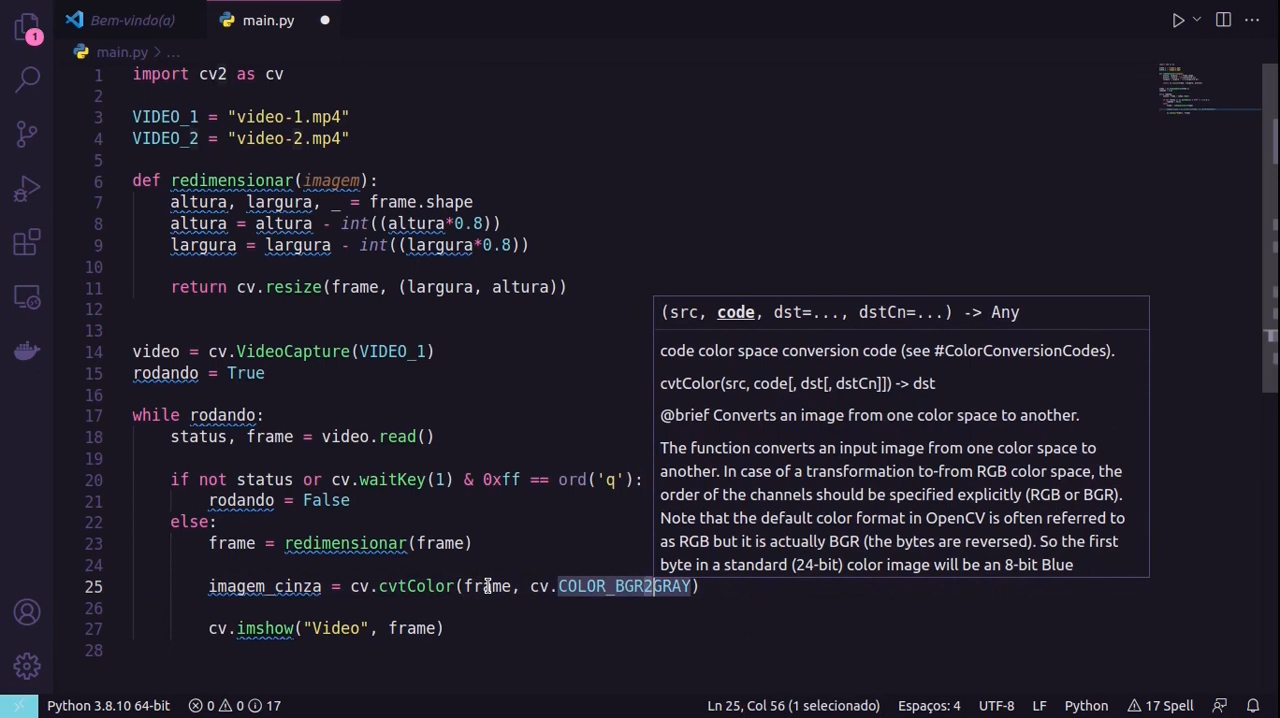 Bem-vindo(a)
main.py
1
main.py > ...
1 import cv2 as cv
2
3 VIDEO_1 = "video-1.mp4"
4 VIDEO_2 = "video-2.mp4"
5
6 def redimensionar(imagem):
7 altura, largura, _ = frame.shape
8 altura = altura - int((altura*0.8))
9 largura = largura - int((largura*0.8))
10
11 return cv.resize(frame, (largura, altura))
12
13
14 video = cv.VideoCapture(VIDEO_1)
15 rodando = True
16
17 while rodando:
18 status, frame = video.read()
19
20 if not status or cv.waitKey(1) & 0xff == ord('q'):
21 rodando = False
22 else:
23 frame = redimensionar(frame)
24
25 imagem_cinza = cv.cvtColor(frame, cv.COLOR_BGR2GRAY)
26
27 cv.imshow("Video", frame)
28
(src, code, dst=..., dstCn=...) -> Any
code color space conversion code (see #ColorConversionCodes).
cvtColor(src, code[, dst[, dstCn]]) -> dst
@brief Converts an image from one color space to another.
The function converts an input image from one color space to
another. In case of a transformation to-from RGB color space, the
order of the channels should be specified explicitly (RGB or BGR).
Note that the default color format in OpenCV is often referred to
as RGB but it is actually BGR (the bytes are reversed). So the first
byte in a standard (24-bit) color image will be an 8-bit Blue
Python 3.8.10 64-bit 0 0 17 Ln 25, Col 56 (1 selecionado) Espaços: 4 UTF-8 LF Python 17 Spell